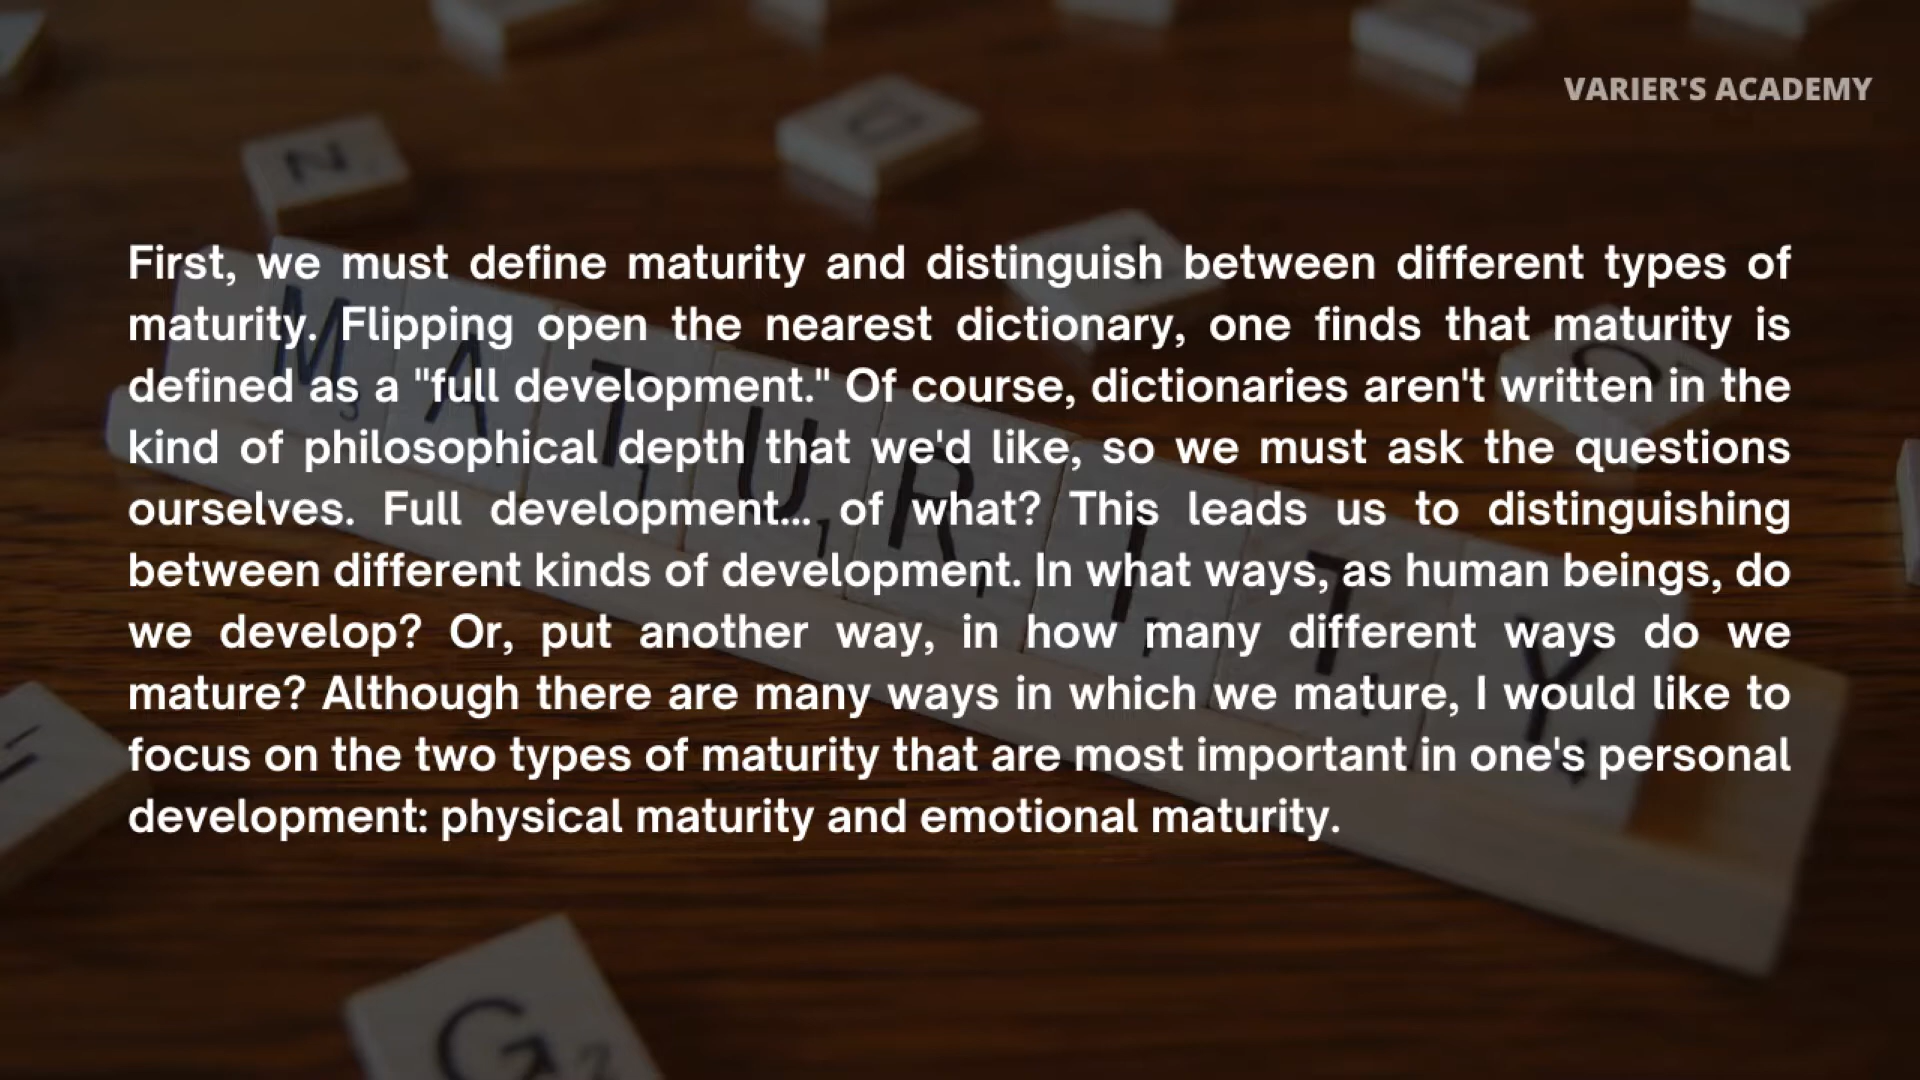 VARIER'S ACADEMY
N
First, we must define maturity and distinguish between different types of
maturity. Flipping open the nearest dictionary, one finds that maturity is
defined as a "full development." Of course, dictionaries aren't written in the
kind of philosophical depth that we'd like, so we must ask the questions
ourselves. Full development... of what? This leads us to distinguishing
between different kinds of development. In what ways, as human beings, do
we develop? Or, put another way, in how many different ways do we
mature? Although there are many ways in which we mature, I would like to
focus on the two types of maturity that are most important in one's personal
development: physical maturity and emotional maturity.
MATURITY
G2